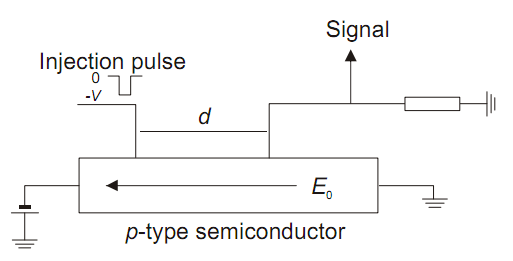 Signal
Injection pulse
0
-V
d
E₀
p-type semiconductor